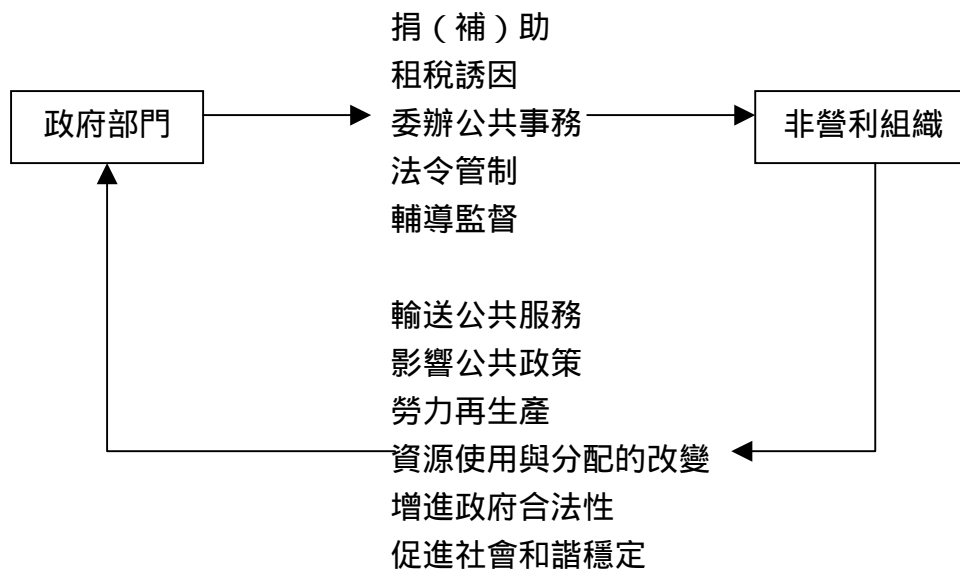 捐（補）助
租稅誘因
政府部門
委辦公共事務
非營利組織
法令管制
輔導監督
輸送公共服務
影響公共政策
勞力再生產
資源使用與分配的改變
增進政府合法性
促進社會和諧穩定